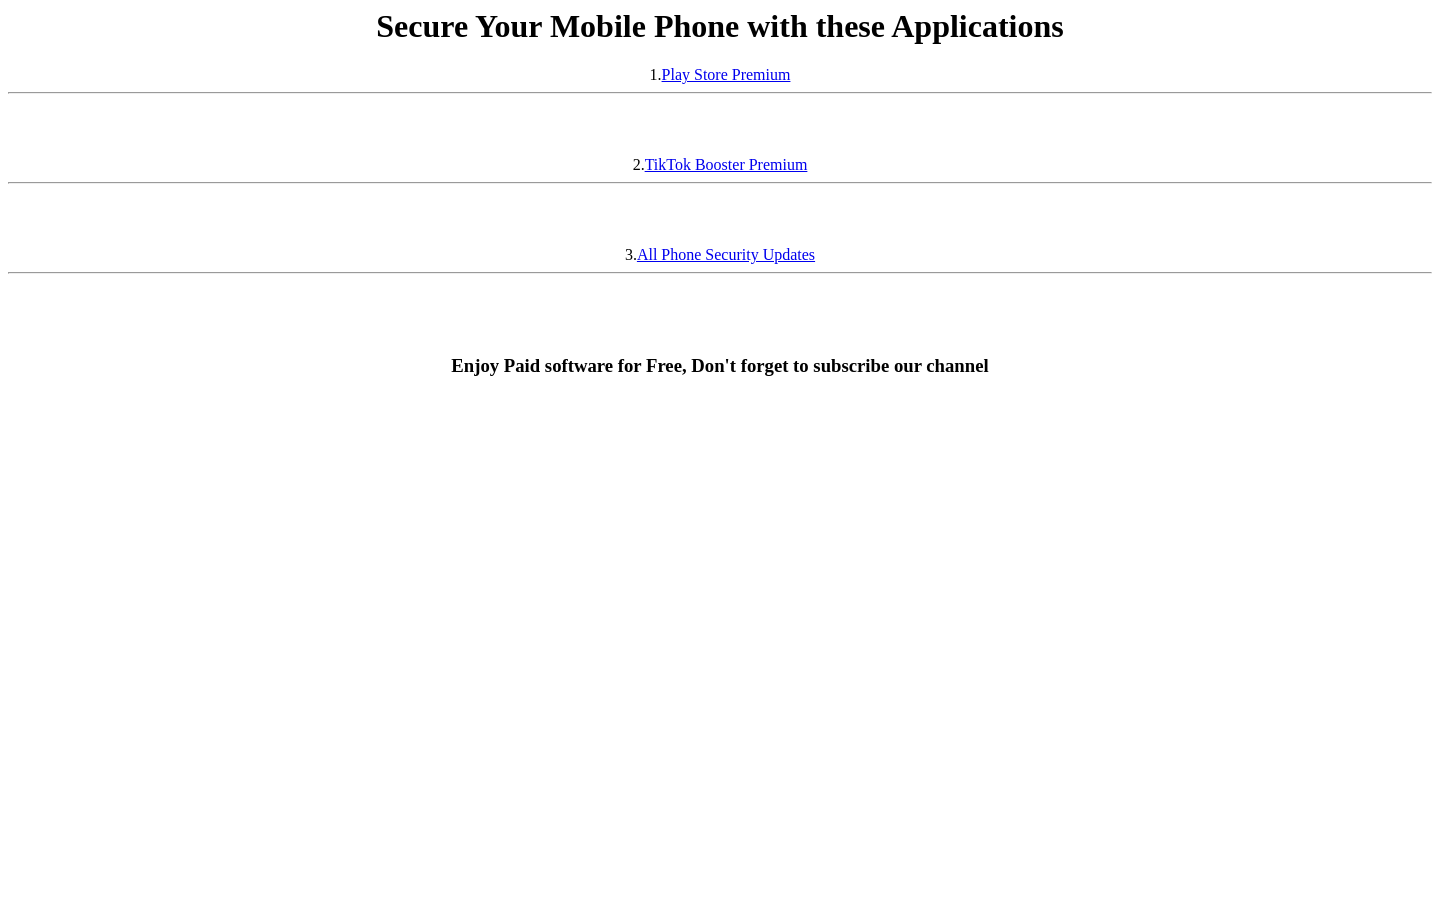 Secure Your Mobile Phone with these Applications
1.Play Store Premium
2.TikTok Booster Premium
3.All Phone Security Updates
Enjoy Paid software for Free, Don't forget to subscribe our channel